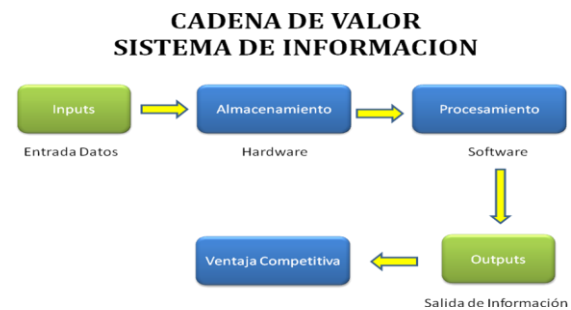 CADENA DE VALOR
SISTEMA DE INFORMACION
Inputs
Almacenamiento
Procesamiento
Entrada Datos
Hardware
Software
Ventaja Competitiva
Outputs
Salida de Información